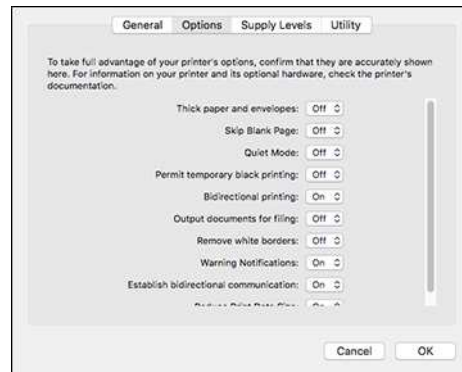 General Options Supply Levels Utility
To take full advantage of your printer's options, confirm that they are accurately shown
here. For information on your printer and its optional hardware, check the printer's
documentation.
Thick paper and envelopes: Off
Skip Blank Page: Off
Quiet Mode: Off
Permit temporary black printing: Off
Bidirectional printing: On
Output documents for filing: Off
Remove white borders: Off
Warning Notifications: On
Establish bidirectional communication: On
Cancel OK